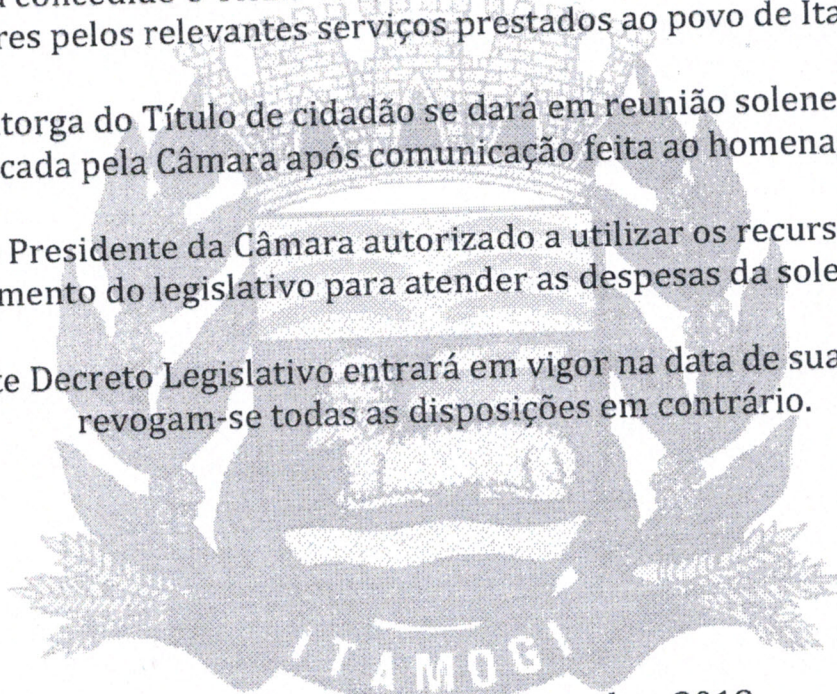 res pelos relevantes serviços prestados ao povo de Ita
torga do Título de cidadão se dará em reunião solene
cada pela Câmara após comunicação feita ao homena
Presidente da Câmara autorizado a utilizar os recurs
mento do legislativo para atender as despesas da sole
te Decreto Legislativo entrará em vigor na data de sua
revogam-se todas as disposições em contrário.
ITAMOGI